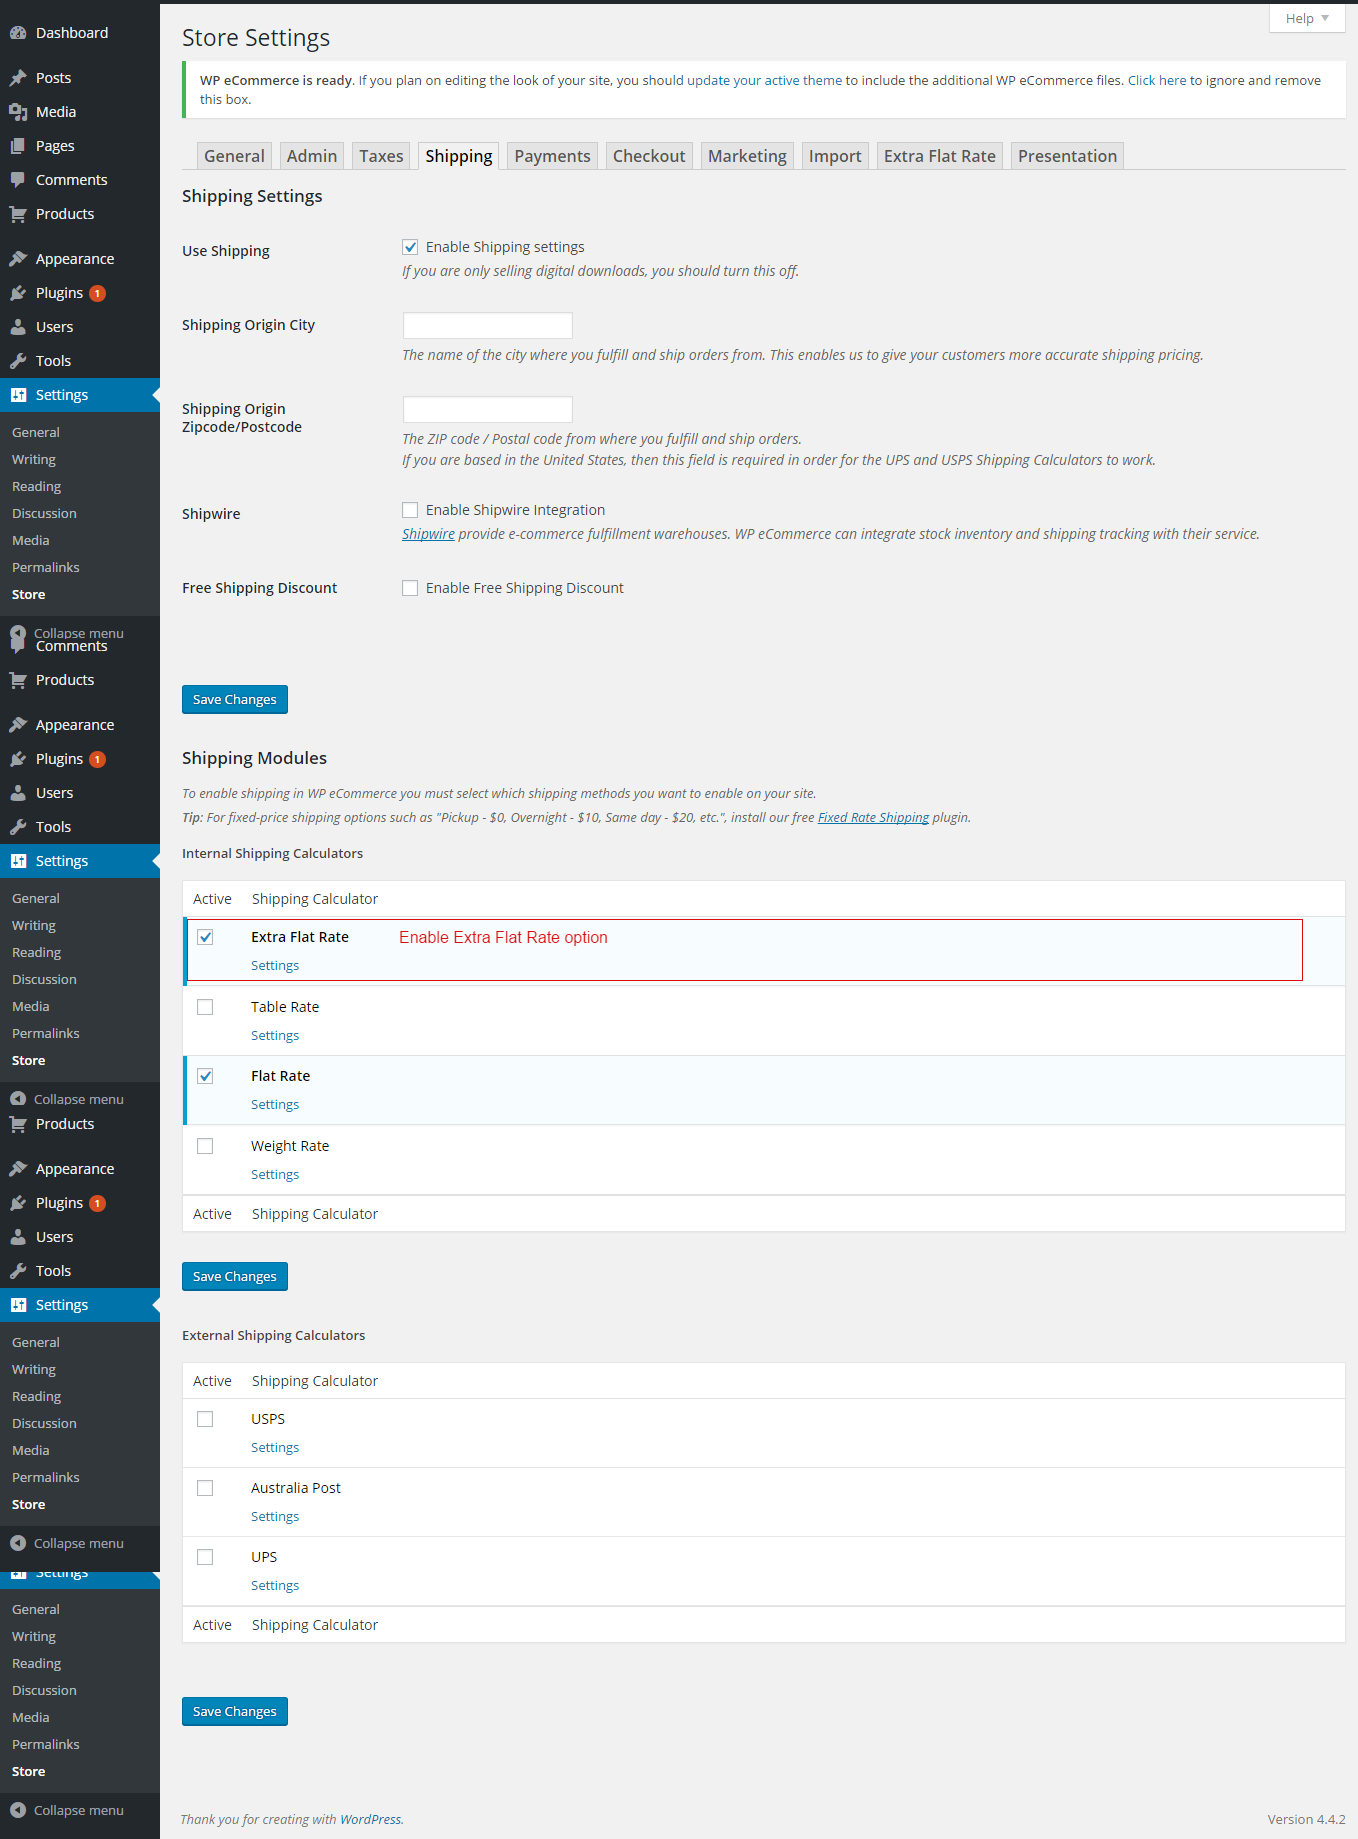 Dashboard
Posts
Media
Pages
Comments
Products
Appearance
Plugins 1
Users
Tools
Settings
General
Writing
Reading
Discussion
Media
Permalinks
Store
Collapse menu
Comments
Products
Appearance
Plugins 1
Users
Tools
Settings
General
Writing
Reading
Discussion
Media
Permalinks
Store
Collapse menu
Products
Appearance
Plugins 1
Users
Tools
Settings
General
Writing
Reading
Discussion
Media
Permalinks
Store
Collapse menu
Settings
General
Writing
Reading
Discussion
Media
Permalinks
Store
Collapse menu
Help
Store Settings
WP eCommerce is ready. If you plan on editing the look of your site, you should update your active theme to include the additional WP eCommerce files. Click here to ignore and remove
this box.
General Admin Taxes Shipping Payments Checkout Marketing Import Extra Flat Rate Presentation
Shipping Settings
Use Shipping
Enable Shipping settings
If you are only selling digital downloads, you should turn this off.
Shipping Origin City
The name of the city where you fulfill and ship orders from. This enables us to give your customers more accurate shipping pricing.
Shipping Origin
Zipcode/Postcode
The ZIP code / Postal code from where you fulfill and ship orders.
If you are based in the United States, then this field is required in order for the UPS and USPS Shipping Calculators to work.
Shipwire
Enable Shipwire Integration
Shipwire provide e-commerce fulfillment warehouses. WP eCommerce can integrate stock inventory and shipping tracking with their service.
Free Shipping Discount
Enable Free Shipping Discount
Save Changes
Shipping Modules
To enable shipping in WP eCommerce you must select which shipping methods you want to enable on your site.
Tip: For fixed-price shipping options such as "Pickup - $0, Overnight - $10, Same day - $20, etc.", install our free Fixed Rate Shipping plugin.
Internal Shipping Calculators
Active Shipping Calculator
Extra Flat Rate Enable Extra Flat Rate option
Settings
Table Rate
Settings
Flat Rate
Settings
Weight Rate
Settings
Active Shipping Calculator
Save Changes
External Shipping Calculators
Active Shipping Calculator
USPS
Settings
Australia Post
Settings
UPS
Settings
Active Shipping Calculator
Save Changes
Thank you for creating with WordPress.
Version 4.4.2